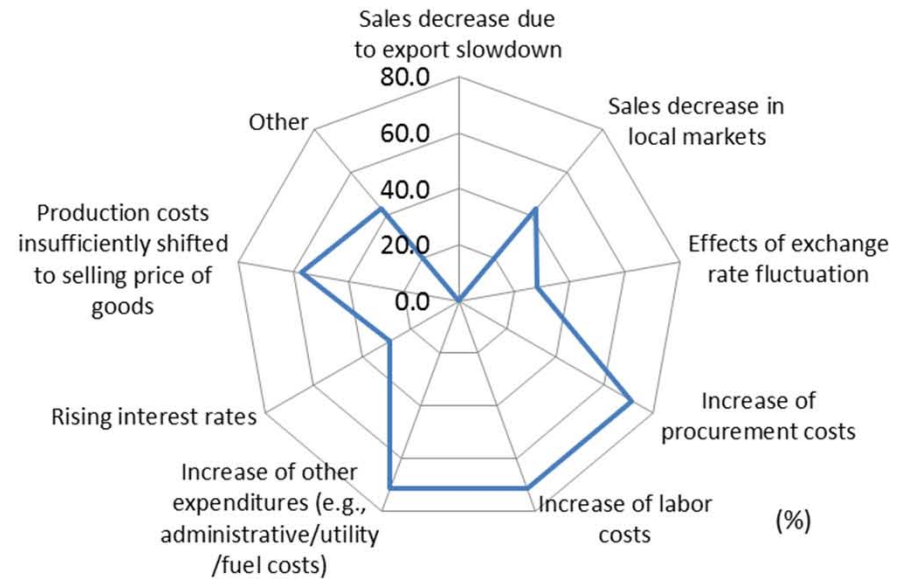 Sales decrease due
to export slowdown
80.0
60.0
40.0
20.0
0.0
Sales decrease in
local markets
Effects of exchange
rate fluctuation
Increase of
procurement costs
Increase of labor
costs
(%)
Increase of other
expenditures (e.g.,
administrative/utility
/fuel costs)
Rising interest rates
Production costs
insufficiently shifted
to selling price of
goods
Other